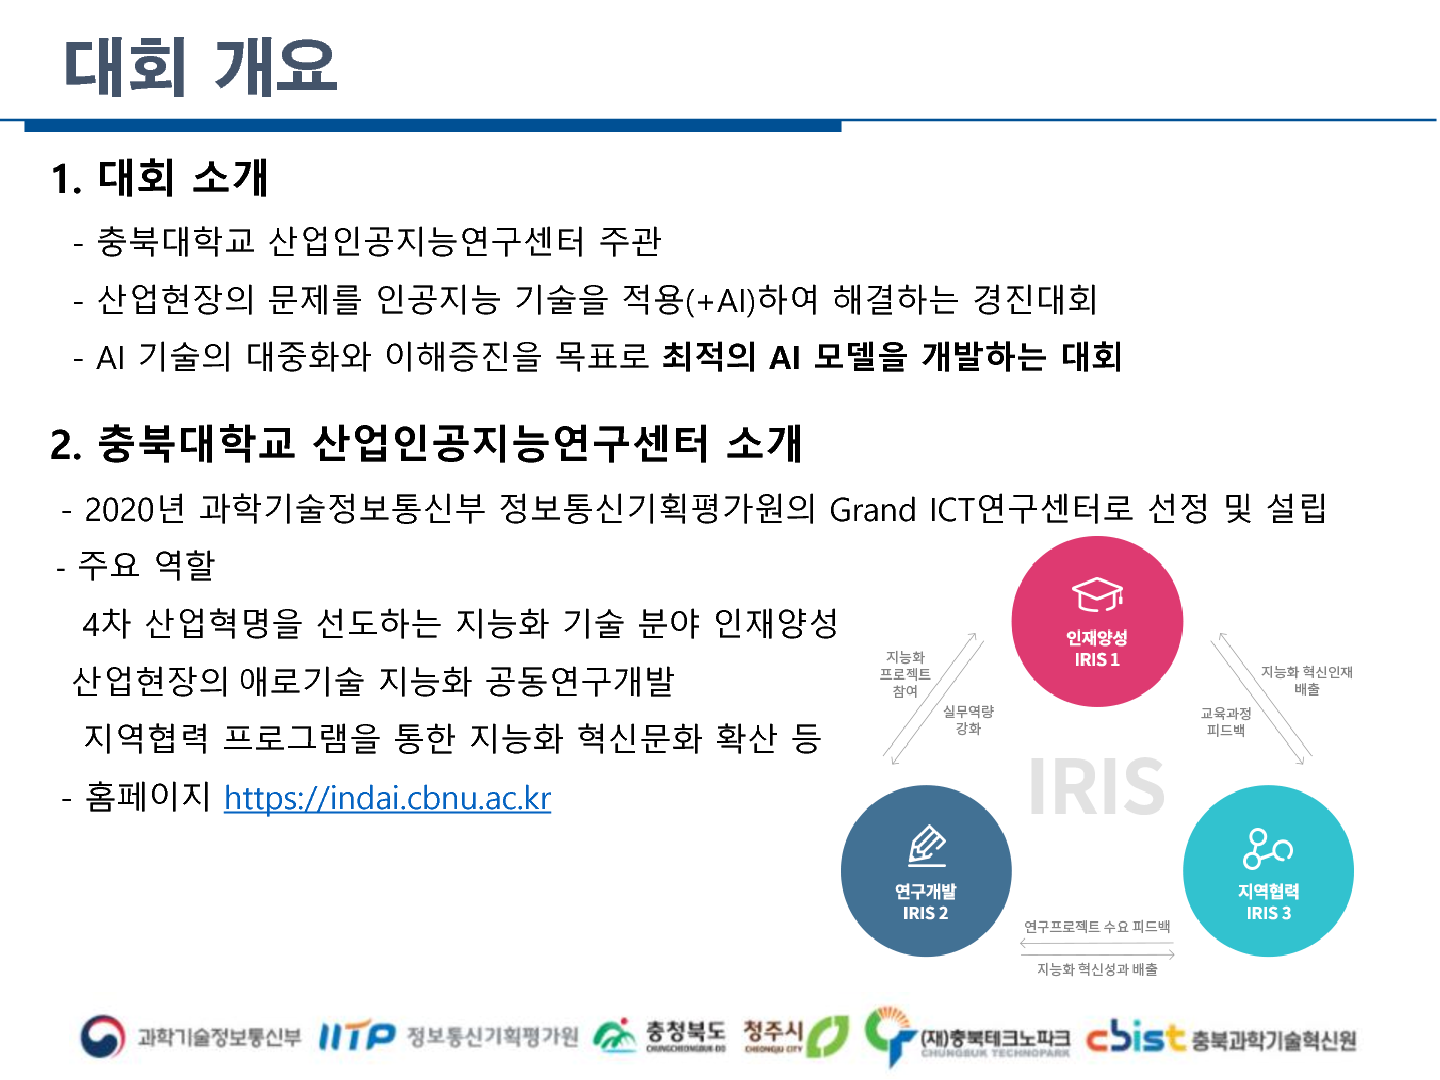 대회 개요
1. 대회 소개
- 충북대학교 산업인공지능연구센터 주관
- 산업현장의 문제를 인공지능 기술을 적용(+AI)하여 해결하는 경진대회
- AI 기술의 대중화와 이해증진을 목표로 최적의 AI 모델을 개발하는 대회
2. 충북대학교 산업인공지능연구센터 소개
- 2020년 과학기술정보통신부 정보통신기획평가원의 Grand ICT연구센터로 선정 및 설립
- 주요 역할
4차 산업혁명을 선도하는 지능화 기술 분야 인재양성
산업현장의 애로기술 지능화 공동연구개발
지역협력 프로그램을 통한 지능화 혁신문화 확산 등
- 홈페이지 https://indai.cbnu.ac.kr
인재양성
IRIS 1
지능화
프로젝트
참여
실무역량
강화
지능화 혁신인재
배출
교육과정
피드백
IRIS
연구개발
IRIS 2
지역협력
IRIS 3
연구프로젝트 수요 피드백
지능화 혁신성과 배출
과학기술정보통신부
IITP 정보통신기획평가원
충청북도
CHUNGCHEONGBUK-DO
청주시
CHEONGJU CITY
(재)충북테크노파크
CHUNGBUK TECHNOPARK
cbist 충북과학기술혁신원